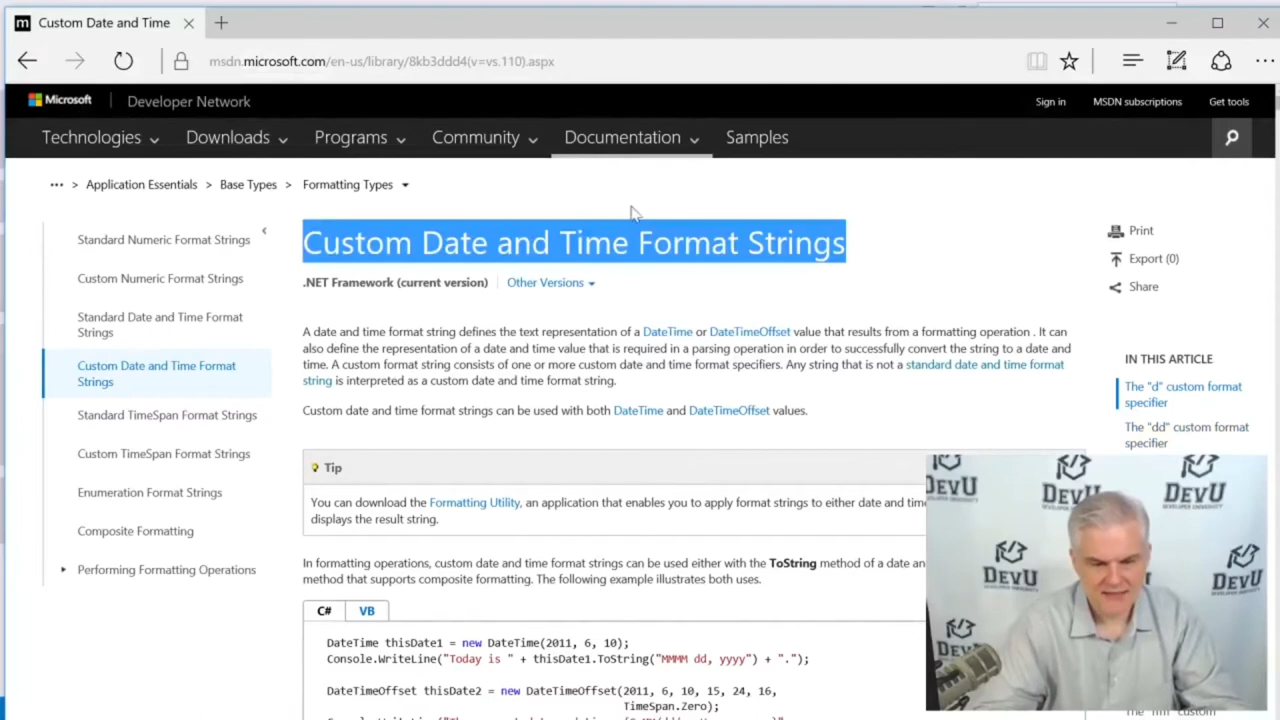 m Custom Date and Time
msdn.microsoft.com/en-us/library/8kb3ddd4(v=vs.110).aspx
Microsoft Developer Network
Sign in MSDN subscriptions Get tools
Technologies Downloads Programs Community Documentation Samples
... > Application Essentials > Base Types > Formatting Types
Standard Numeric Format Strings
Custom Numeric Format Strings
Standard Date and Time Format
Strings
Custom Date and Time Format
Strings
Standard TimeSpan Format Strings
Custom TimeSpan Format Strings
Enumeration Format Strings
Composite Formatting
Performing Formatting Operations
Custom Date and Time Format Strings
.NET Framework (current version) Other Versions
A date and time format string defines the text representation of a DateTime or DateTimeOffset value that results from a formatting operation . It can
also define the representation of a date and time value that is required in a parsing operation in order to successfully convert the string to a date and
time. A custom format string consists of one or more custom date and time format specifiers. Any string that is not a standard date and time format
string is interpreted as a custom date and time format string.
Custom date and time format strings can be used with both DateTime and DateTimeOffset values.
Tip
You can download the Formatting Utility, an application that enables you to apply format strings to either date and time
displays the result string.
In formatting operations, custom date and time format strings can be used either with the ToString method of a date an
method that supports composite formatting. The following example illustrates both uses.
C# VB
DateTime thisDate1 = new DateTime(2011, 6, 10);
Console.WriteLine("Today is " + thisDate1.ToString("MMMM dd, yyyy") + ".");
DateTimeOffset thisDate2 = new DateTimeOffset(2011, 6, 10, 15, 24, 16,
TimeSpan.Zero);
Print
Export (0)
Share
IN THIS ARTICLE
The "d" custom format
specifier
The "dd" custom format
specifier
DEVU
DEVU
DEVELOPER UNIVERSITY
DEVU
DEVELOPER UNIVERSITY
DEVU
DEVELOPER UNIVERSITY
DEVU
DEVELOPER UNIVERSITY
DEVU